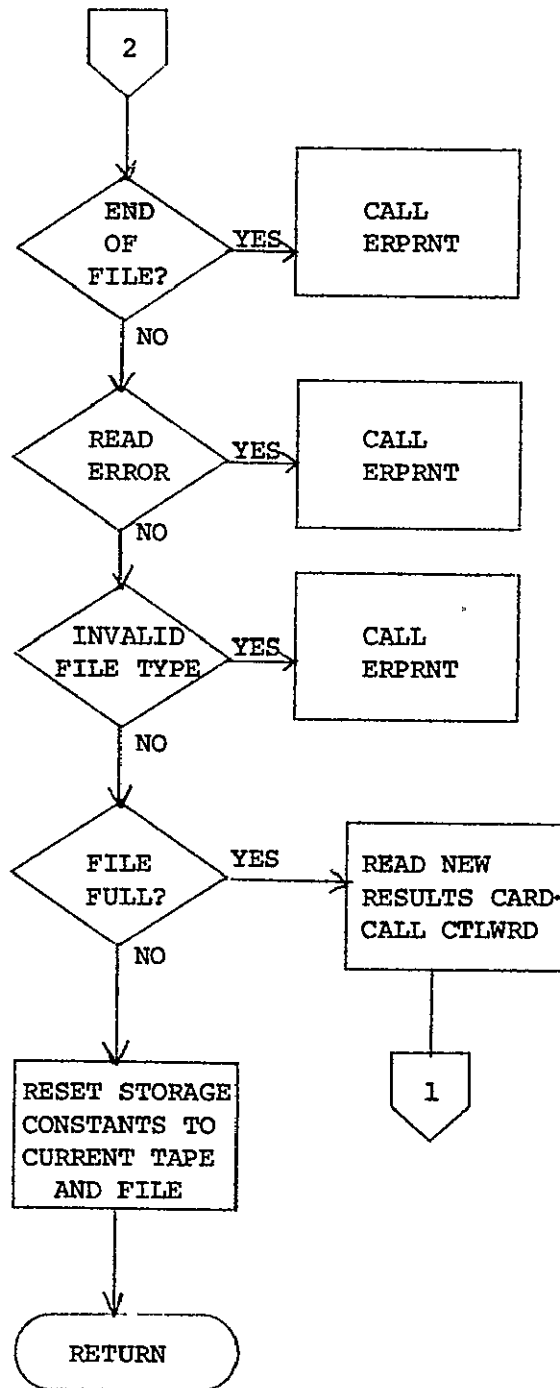 2
END
OF
FILE?
YES
CALL
ERPRNT
NO
READ
ERROR
YES
CALL
ERPRNT
NO
INVALID
FILE TYPE
YES
CALL
ERPRNT
NO
FILE
FULL?
YES
READ NEW
RESULTS CARD.
CALL CTLWRD
NO
1
RESET STORAGE
CONSTANTS TO
CURRENT TAPE
AND FILE
RETURN